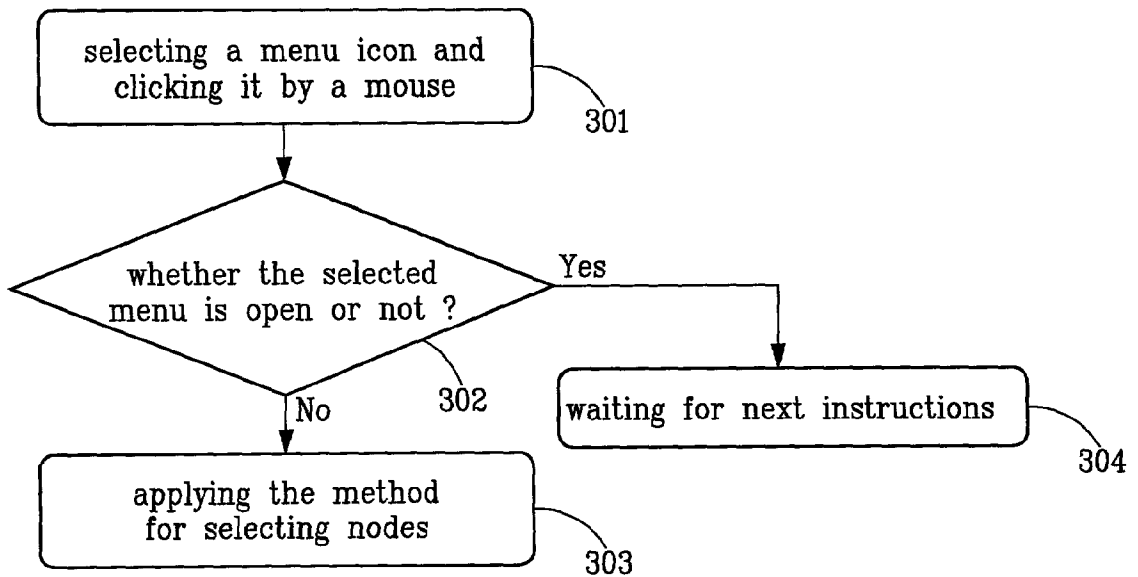 selecting a menu icon and
clicking it by a mouse
301
whether the selected
menu is open or not ?
Yes
302
No
waiting for next instructions
304
applying the method
for selecting nodes
303